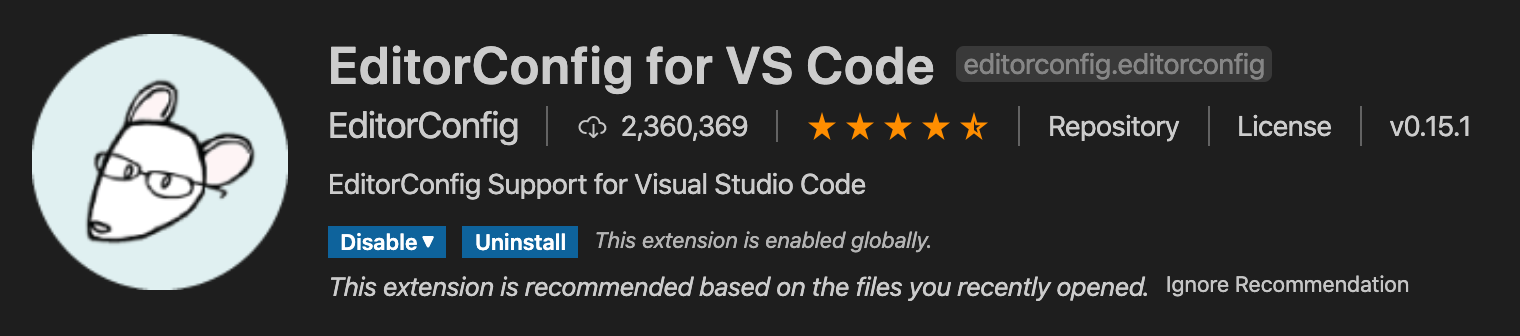 EditorConfig for VS Code editorconfig.editorconfig
EditorConfig 2,360,369 Repository License v0.15.1
EditorConfig Support for Visual Studio Code
Disable▼ Uninstall This extension is enabled globally.
This extension is recommended based on the files you recently opened. Ignore Recommendation